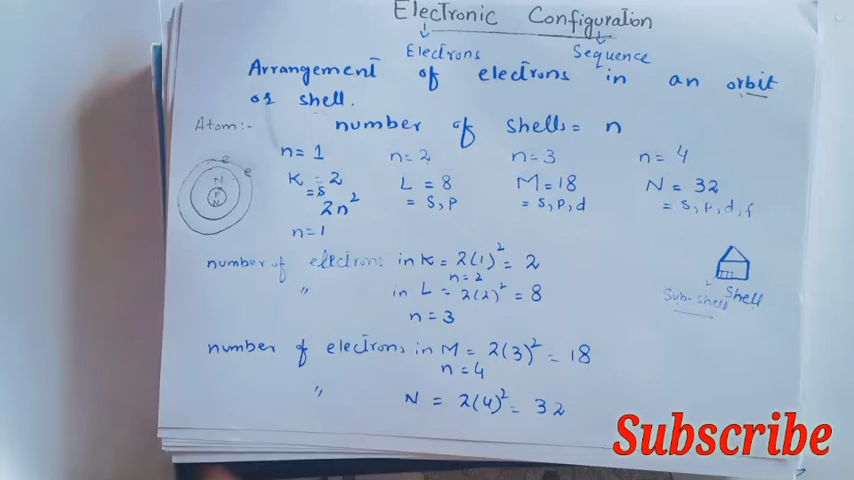 Electronic Configuration
Electrons Sequence
Arrangement of electrons in an orbit
or shell.
Atom:- number of shells = n
n=1 n=2 n=3 n=4
K = 2 L = 8 M = 18 N = 32
= s = s, p = s, p, d = s, p, d, f
2n²
n=1
e
e
N
P
N
number of electrons in K = 2(1)² = 2
n=2
" in L = 2(2)² = 8
n=3
Sub-shell Shell
number of electrons in M = 2(3)² = 18
n=4
" N = 2(4)² = 32
Subscribe